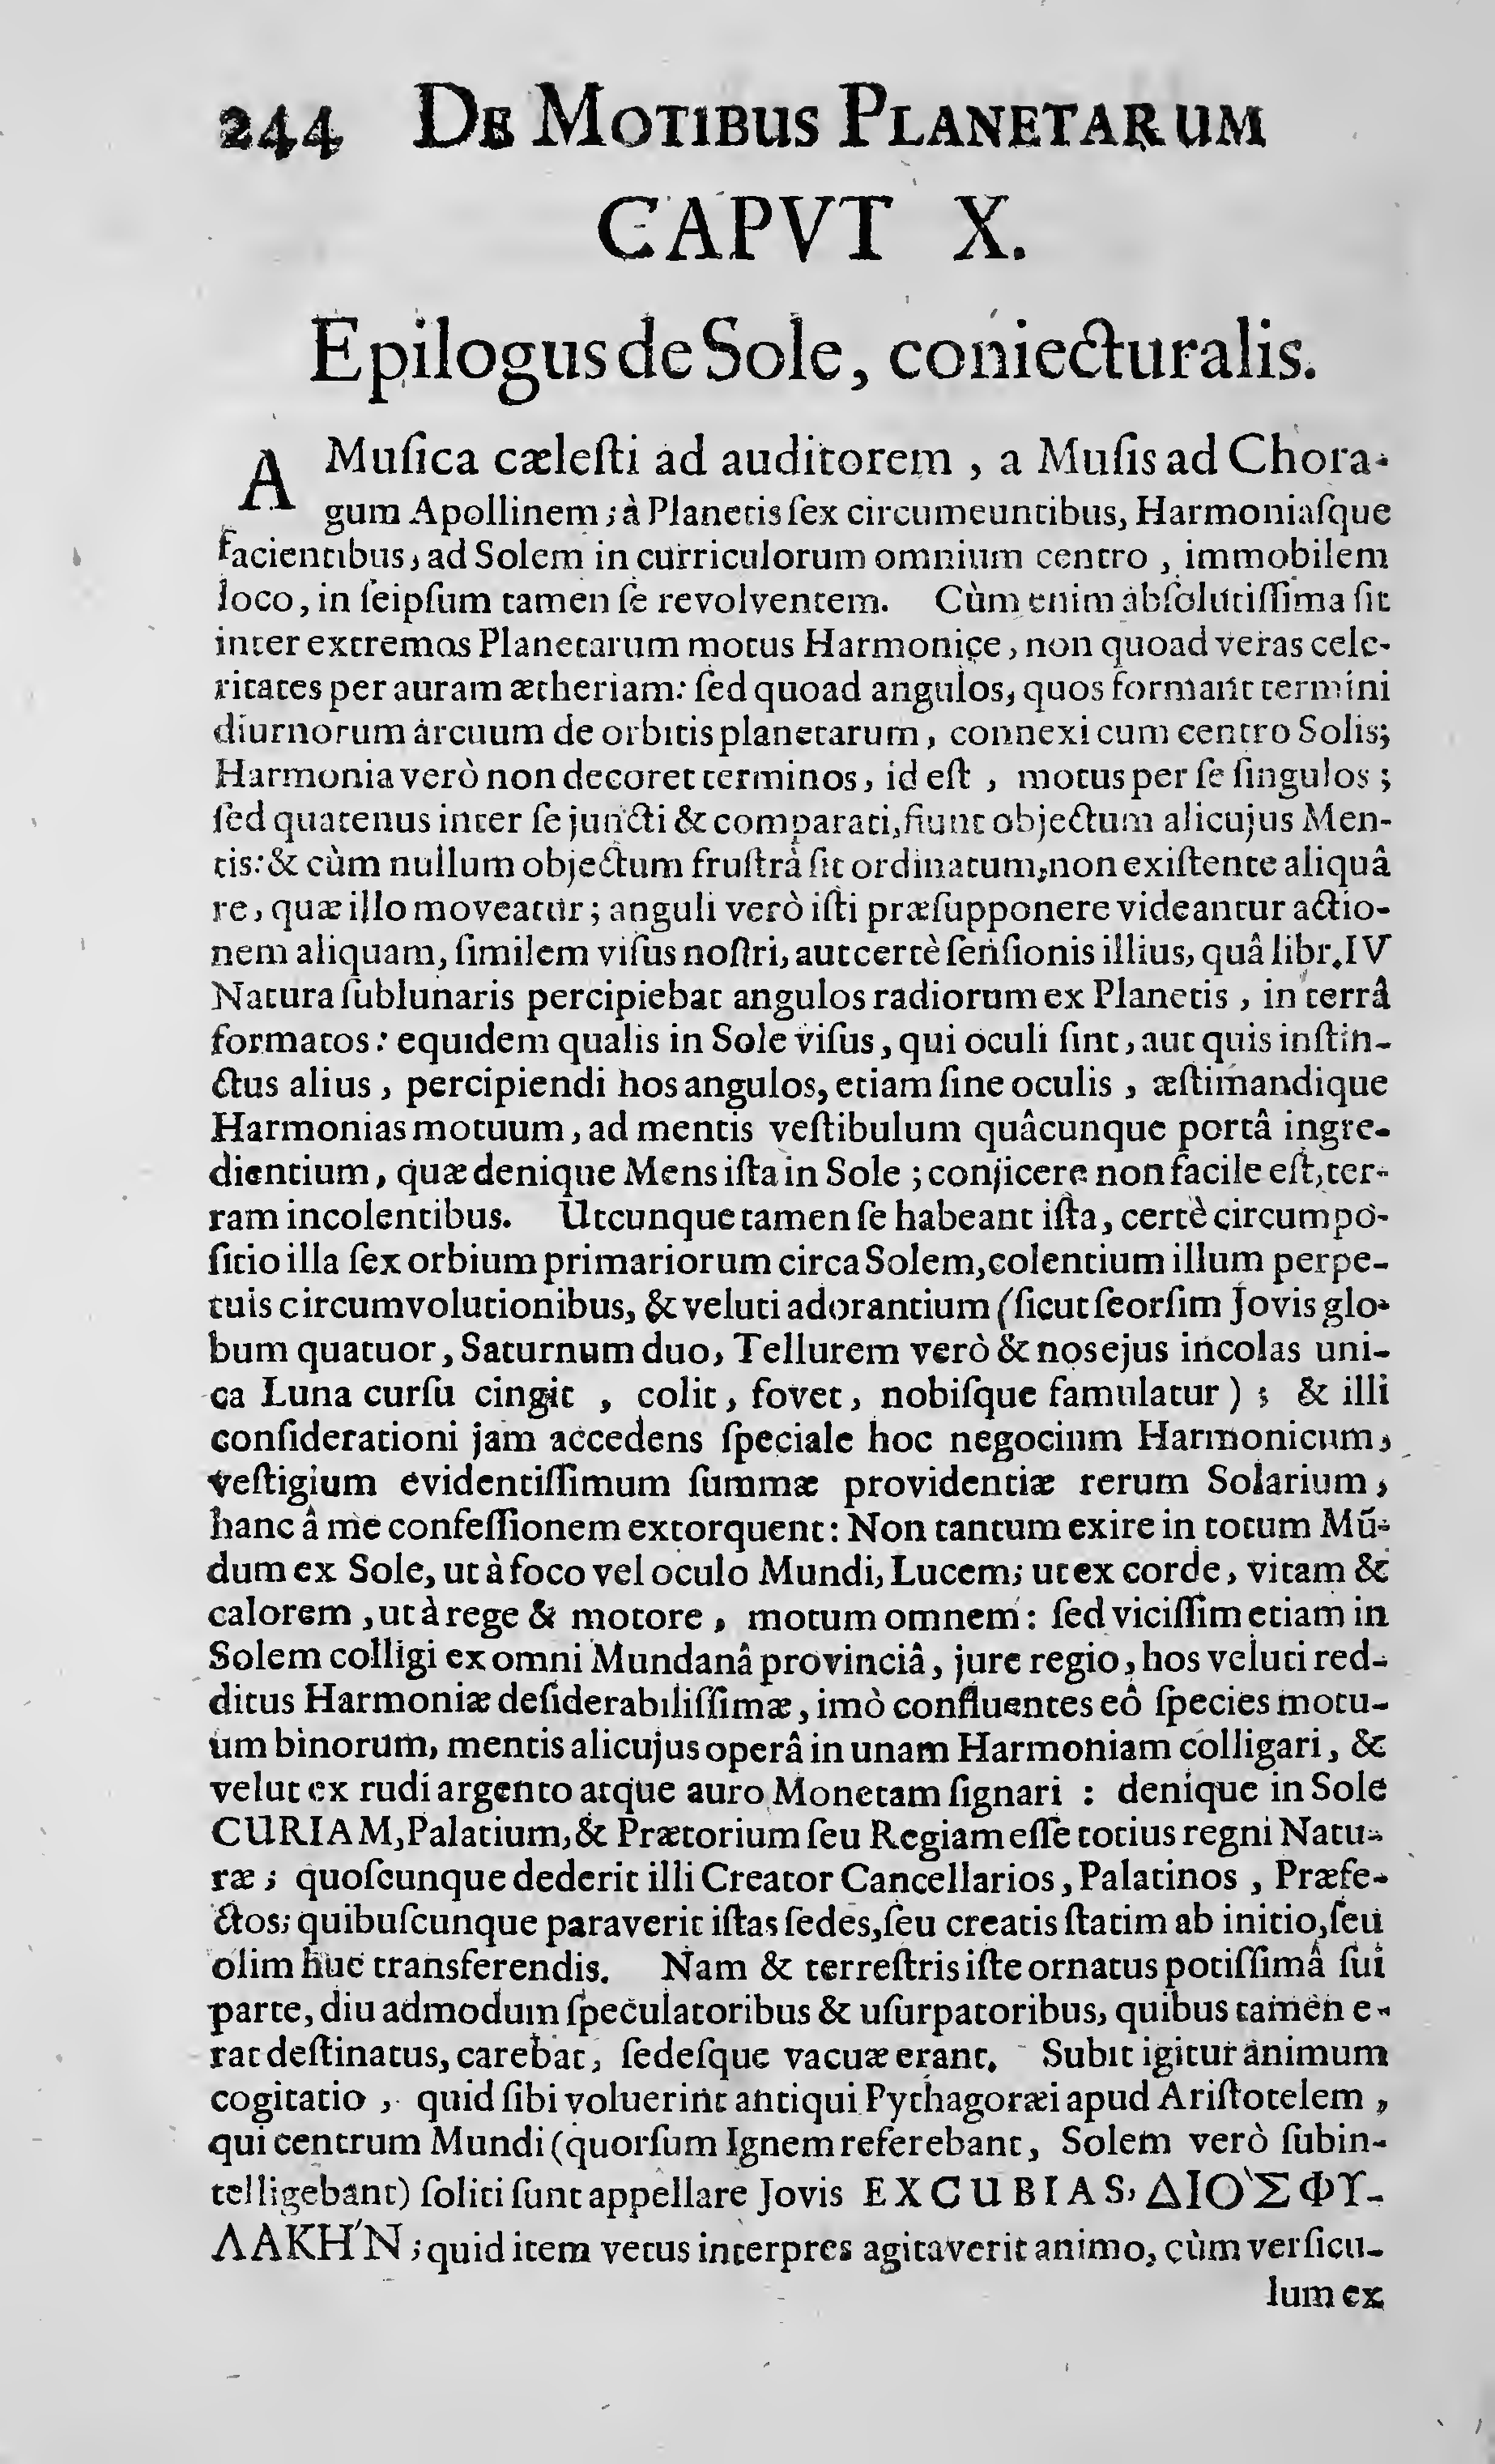 244 DE MOTIBUS PLANETARUM
CAPVT X.
Epilogus de Sole, coniecturalis.
A Muſica cæleſti ad auditorem, a Muſis ad Chora-
gum Apollinem; à Planetis ſex circumeuntibus, Harmoniaſque
facientibus, ad Solem in curriculorum omnium centro, immobilem
loco, in ſeipſum tamen ſe revolventem. Cùm enim abſolutiſſima ſit
inter extremos Planetarum motus Harmonice, non quoad veras cele-
ritates per auram ætheriam: ſed quoad angulos, quos formant termini
diurnorum arcuum de orbitis planetarum, connexi cum centro Solis;
Harmonia verò non decoret terminos, id eſt, motus per ſe ſingulos;
ſed quatenus inter ſe juncti & comparati, fiunt objectum alicujus Men-
tis: & cùm nullum objectum fruſtrà ſit ordinatum, non exiſtente aliquâ
re, quæ illo moveatur; anguli verò iſti præſupponere videantur actio-
nem aliquam, ſimilem viſus noſtri, aut certè ſenſionis illius, quâ libr. IV
Natura ſublunaris percipiebat angulos radiorum ex Planetis, in terrâ
formatos: equidem qualis in Sole viſus, qui oculi ſint, aut quis inſtin-
ctus alius, percipiendi hos angulos, etiam ſine oculis, æſtimandique
Harmonias motuum, ad mentis veſtibulum quâcunque portâ ingre-
dientium, quæ denique Mens iſta in Sole; conjicere non facile eſt, ter-
ram incolentibus. Utcunque tamen ſe habeant iſta, certè circumpo-
ſitio illa ſex orbium primariorum circa Solem, colentium illum perpe-
tuis circumvolutionibus, & veluti adorantium (ſicut ſeorſim Jovis glo-
bum quatuor, Saturnum duo, Tellurem verò & nos ejus incolas uni-
ca Luna curſu cingit, colit, fovet, nobiſque famulatur); & illi
conſiderationi jam accedens ſpeciale hoc negocium Harmonicum,
veſtigium evidentiſſimum ſummæ providentiæ rerum Solarium,
hanc â me confeſſionem extorquent: Non tantum exire in totum Mū-
dum ex Sole, ut à foco vel oculo Mundi, Lucem; ut ex corde, vitam &
calorem, ut à rege & motore, motum omnem: ſed viciſſim etiam in
Solem colligi ex omni Mundanâ provinciâ, jure regio, hos veluti red-
ditus Harmoniæ deſiderabiliſſimæ, imò confluentes eô ſpecies motu-
um binorum, mentis alicujus operâ in unam Harmoniam colligari, &
velut ex rudi argento atque auro Monetam ſignari: denique in Sole
CURIAM, Palatium, & Prætorium ſeu Regiam eſſe totius regni Natu-
ræ; quoſcunque dederit illi Creator Cancellarios, Palatinos, Præfe-
ctos; quibuſcunque paraverit iſtas ſedes, ſeu creatis ſtatim ab initio, ſeu
olim huc transferendis. Nam & terreſtris iſte ornatus potiſſimâ ſui
parte, diu admodum ſpeculatoribus & uſurpatoribus, quibus tamen e-
rat deſtinatus, carebat, ſedeſque vacuæ erant. Subit igitur animum
cogitatio, quid ſibi voluerint antiqui Pythagoræi apud Ariſtotelem,
qui centrum Mundi (quorſum Ignem referebant, Solem verò ſubin-
telligebant) ſoliti ſunt appellare Jovis EXCUBIAS, ΔΙΟ῾Σ ΦΥ-
ΛΑΚΗ´Ν; quid item vetus interpres agitaverit animo, cùm verſicu-
lum ex